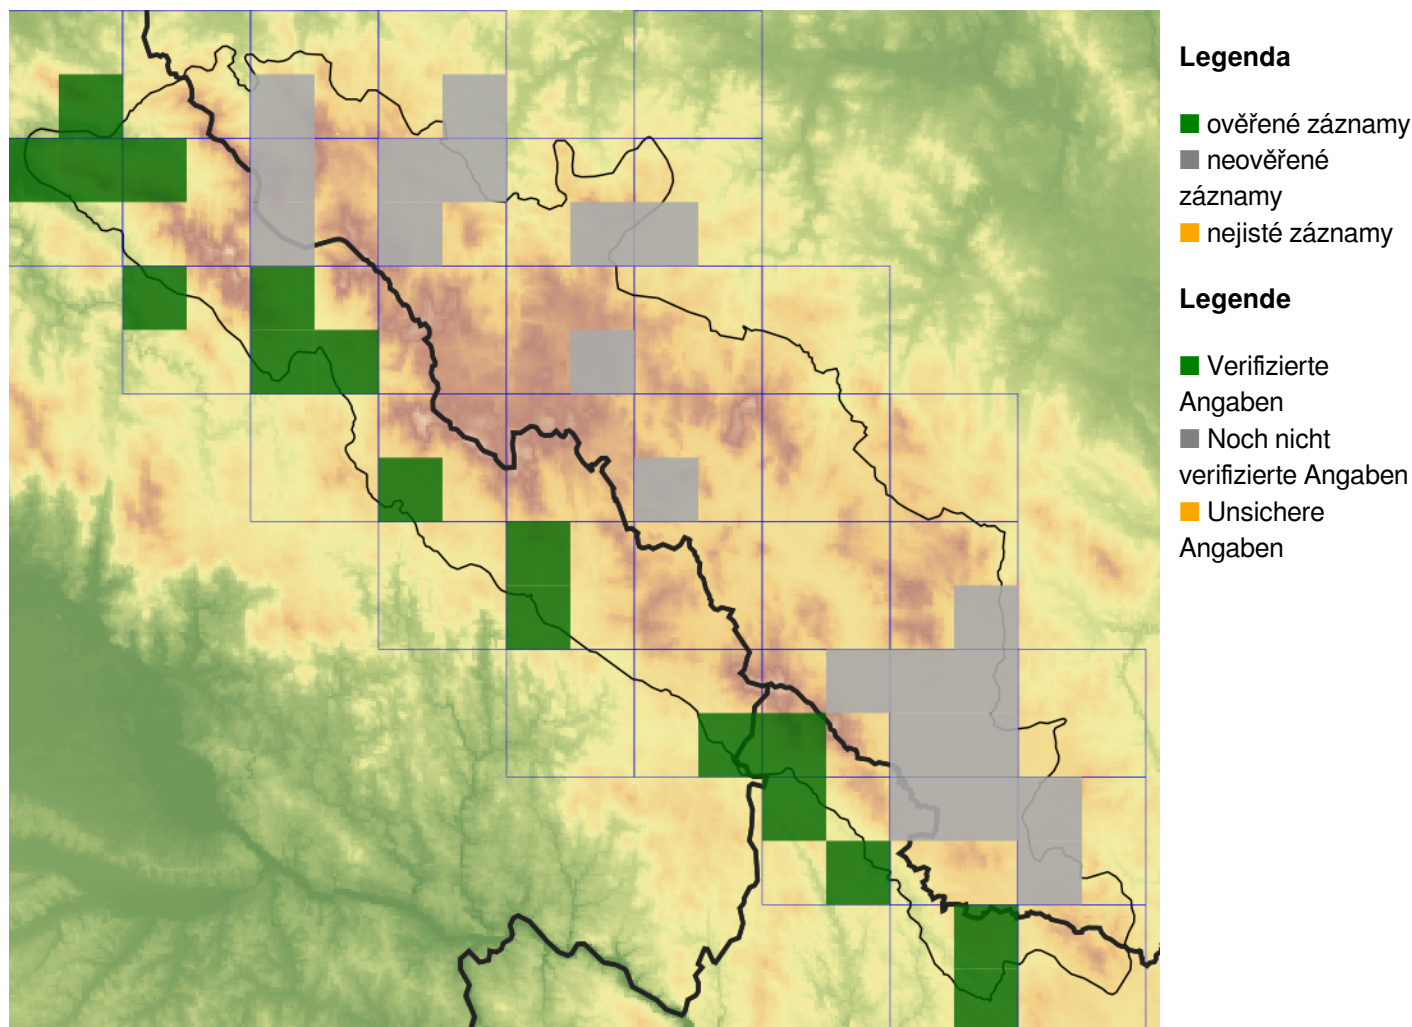 Legenda
ověřené záznamy
neověřené
záznamy
nejisté záznamy
Legende
Verifizierte
Angaben
Noch nicht
verifizierte Angaben
Unsichere
Angaben